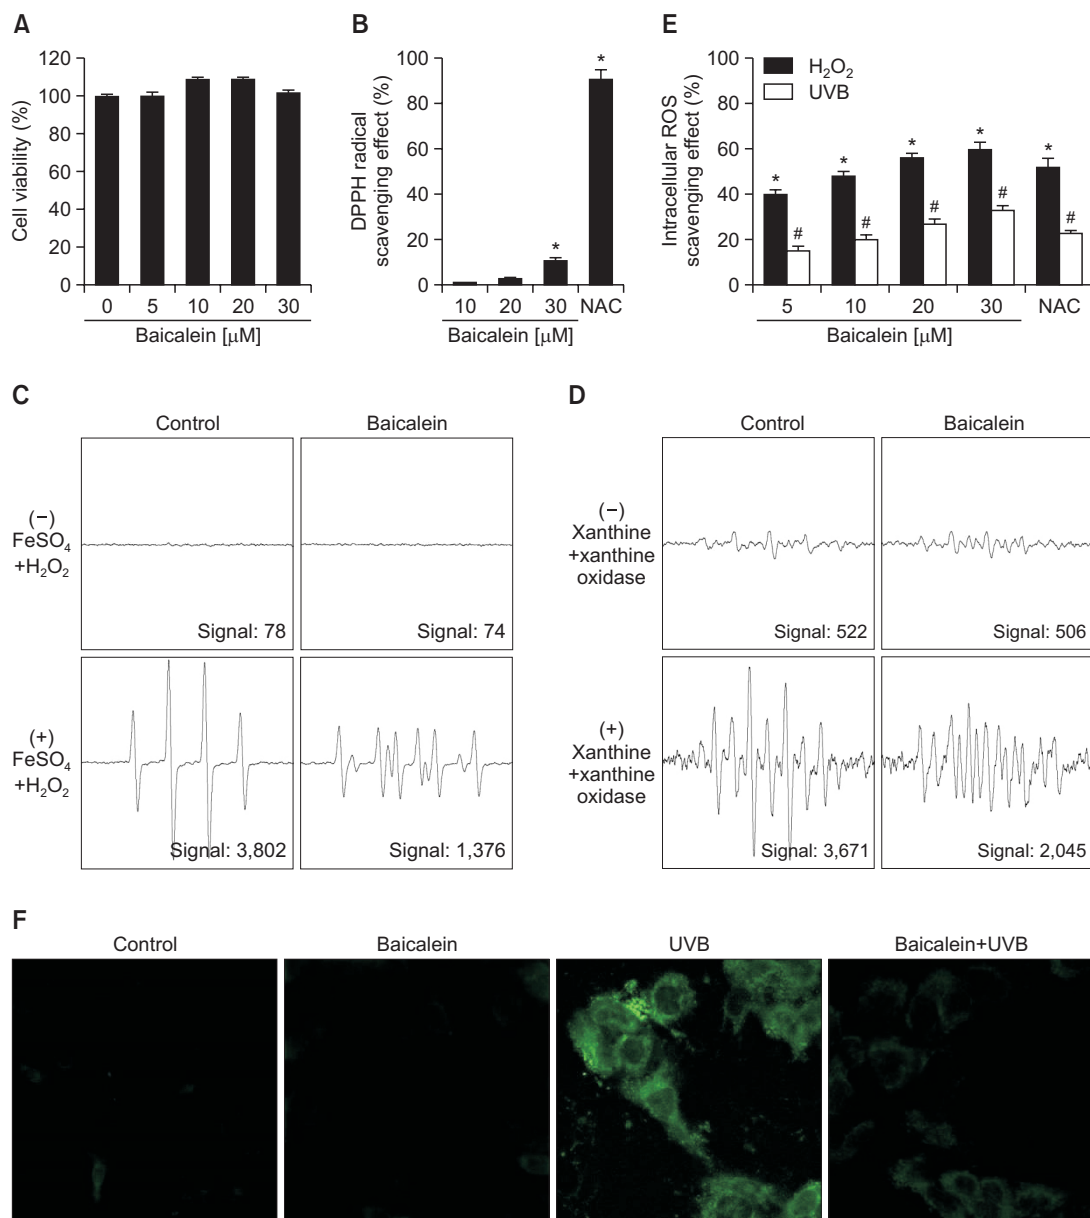 A
Cell viability (%)
120
100
80
60
40
20
0
0 5 10 20 30
Baicalein [μM]
B
DPPH radical
scavenging effect (%)
100
80
60
40
20
0
*
*
10 20 30 NAC
Baicalein [μM]
E
Intracellular ROS
scavenging effect (%)
100
80
60
40
20
0
H₂O₂
UVB
* * * * *
# # # # #
5 10 20 30 NAC
Baicalein [μM]
C
Control Baicalein
(−)
FeSO₄
+H₂O₂
Signal: 78
Signal: 74
(+)
FeSO₄
+H₂O₂
Signal: 3,802
Signal: 1,376
D
Control Baicalein
(−)
Xanthine
+xanthine
oxidase
Signal: 522
Signal: 506
(+)
Xanthine
+xanthine
oxidase
Signal: 3,671
Signal: 2,045
F
Control Baicalein UVB Baicalein+UVB